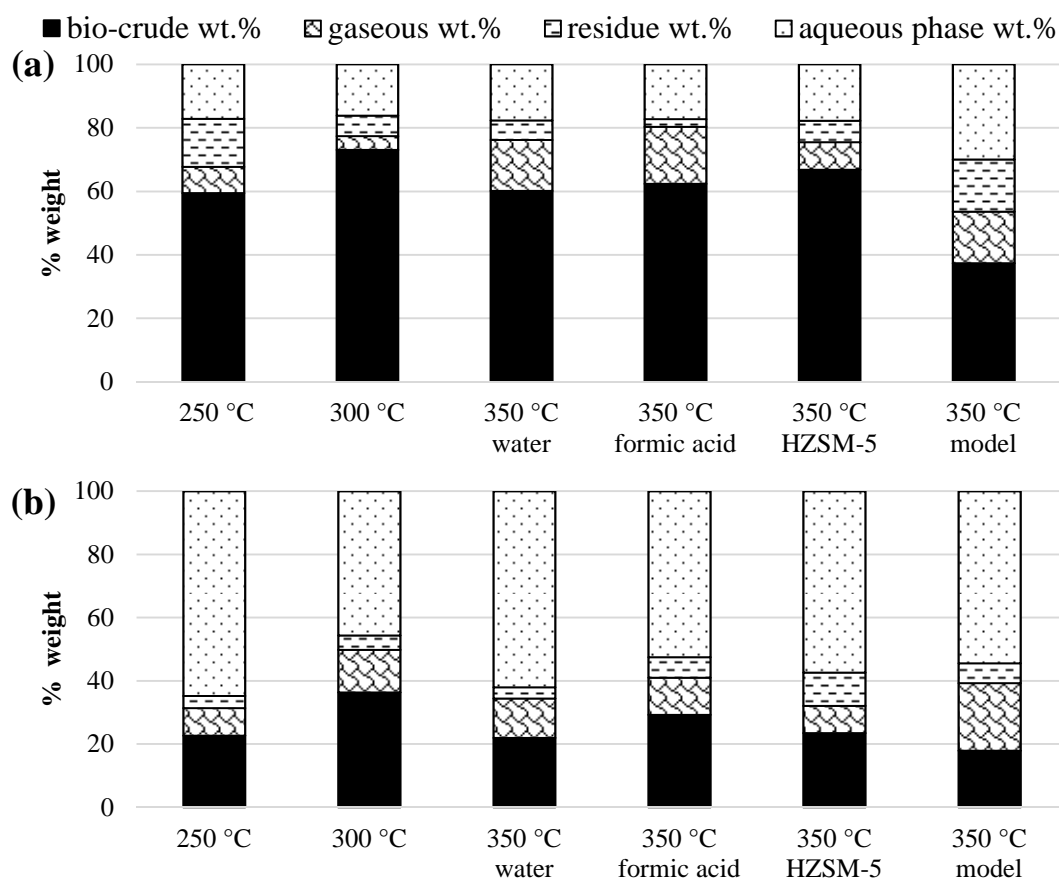 bio-crude wt.% gaseous wt.% residue wt.% aqueous phase wt.%
(a)
100
80
60
40
20
0
% weight
250 °C 300 °C 350 °C 350 °C 350 °C 350 °C
water formic acid HZSM-5 model
(b)
100
80
60
40
20
0
% weight
250 °C 300 °C 350 °C 350 °C 350 °C 350 °C
water formic acid HZSM-5 model